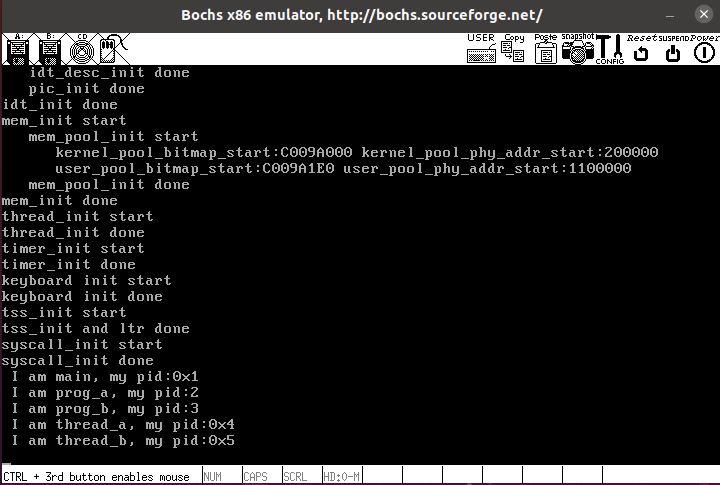 Bochs x86 emulator, http://bochs.sourceforge.net/
A: B: CD USER Copy Paste snapshot CONFIG Reset SUSPEND Power
idt_desc_init done
pic_init done
idt_init done
mem_init start
mem_pool_init start
kernel_pool_bitmap_start:C009A000 kernel_pool_phy_addr_start:200000
user_pool_bitmap_start:C009A1E0 user_pool_phy_addr_start:1100000
mem_pool_init done
mem_init done
thread_init start
thread_init done
timer_init start
timer_init done
keyboard init start
keyboard init done
tss_init start
tss_init and ltr done
syscall_init start
syscall_init done
I am main, my pid:0x1
I am prog_a, my pid:2
I am prog_b, my pid:3
I am thread_a, my pid:0x4
I am thread_b, my pid:0x5
CTRL + 3rd button enables mouse NUM CAPS SCRL HD:0-M